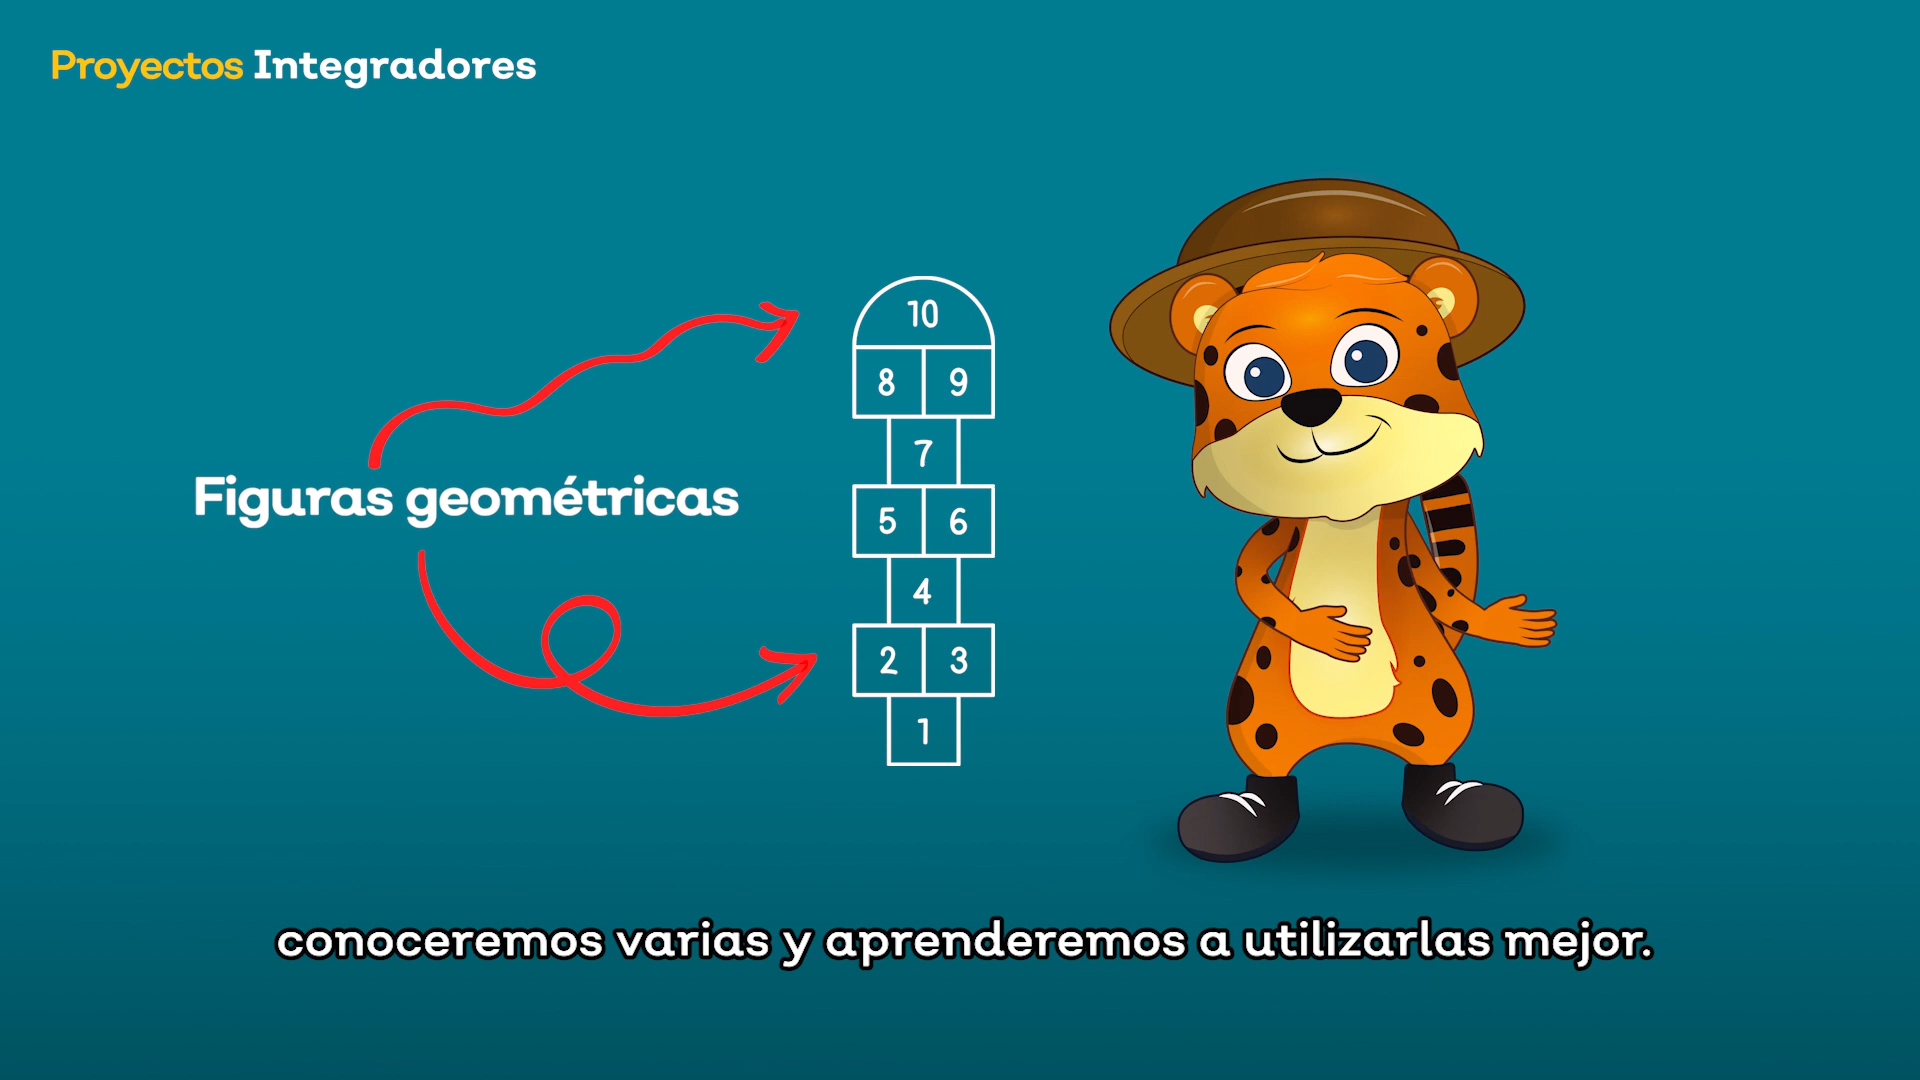 Proyectos Integradores
10
8 9
7
Figuras geométricas
5 6
4
2 3
1
conoceremos varias y aprenderemos a utilizarlas mejor.